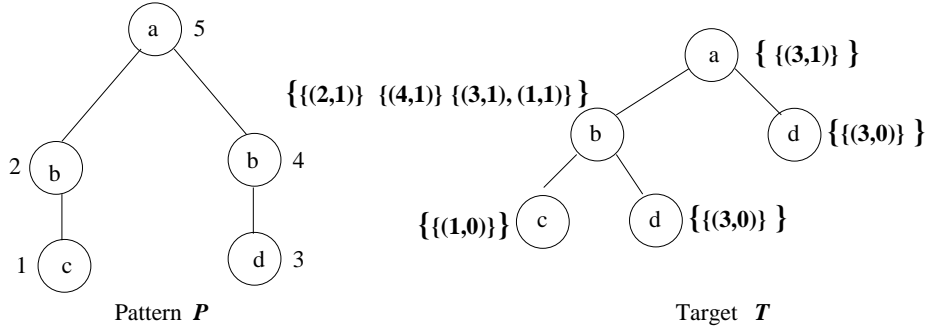 a 5
a { {(3,1)} }
{ {(2,1)} {(4,1)} {(3,1), (1,1)} }
b
d { {(3,0)} }
2 b
b 4
{ {(1,0)} } c
d { {(3,0)} }
1 c
d 3
Pattern P
Target T